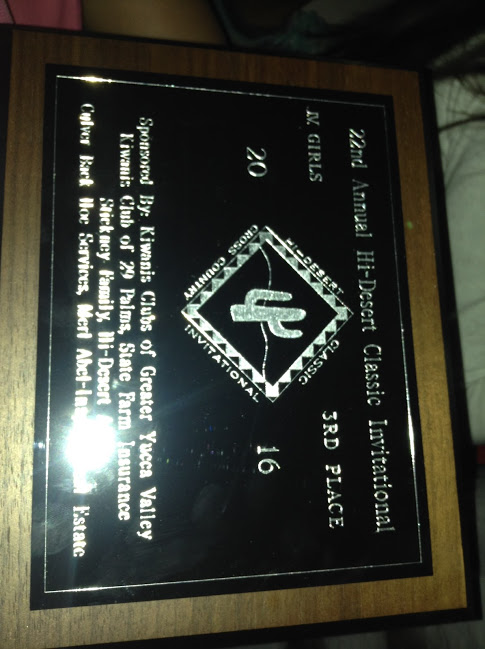 22nd Annual Hi-Desert Classic Invitational
JV GIRLS 3RD PLACE
HI-DESERT CLASSIC
CROSS COUNTRY INVITATIONAL
20 16
Sponsored By: Kiwanis Clubs of Greater Yucca Valley
Kiwanis Club of 29 Palms, State Farm Insurance
Stickney Family, Hi-Desert
Culver Back Hoe Services, Merl Abel- Estate